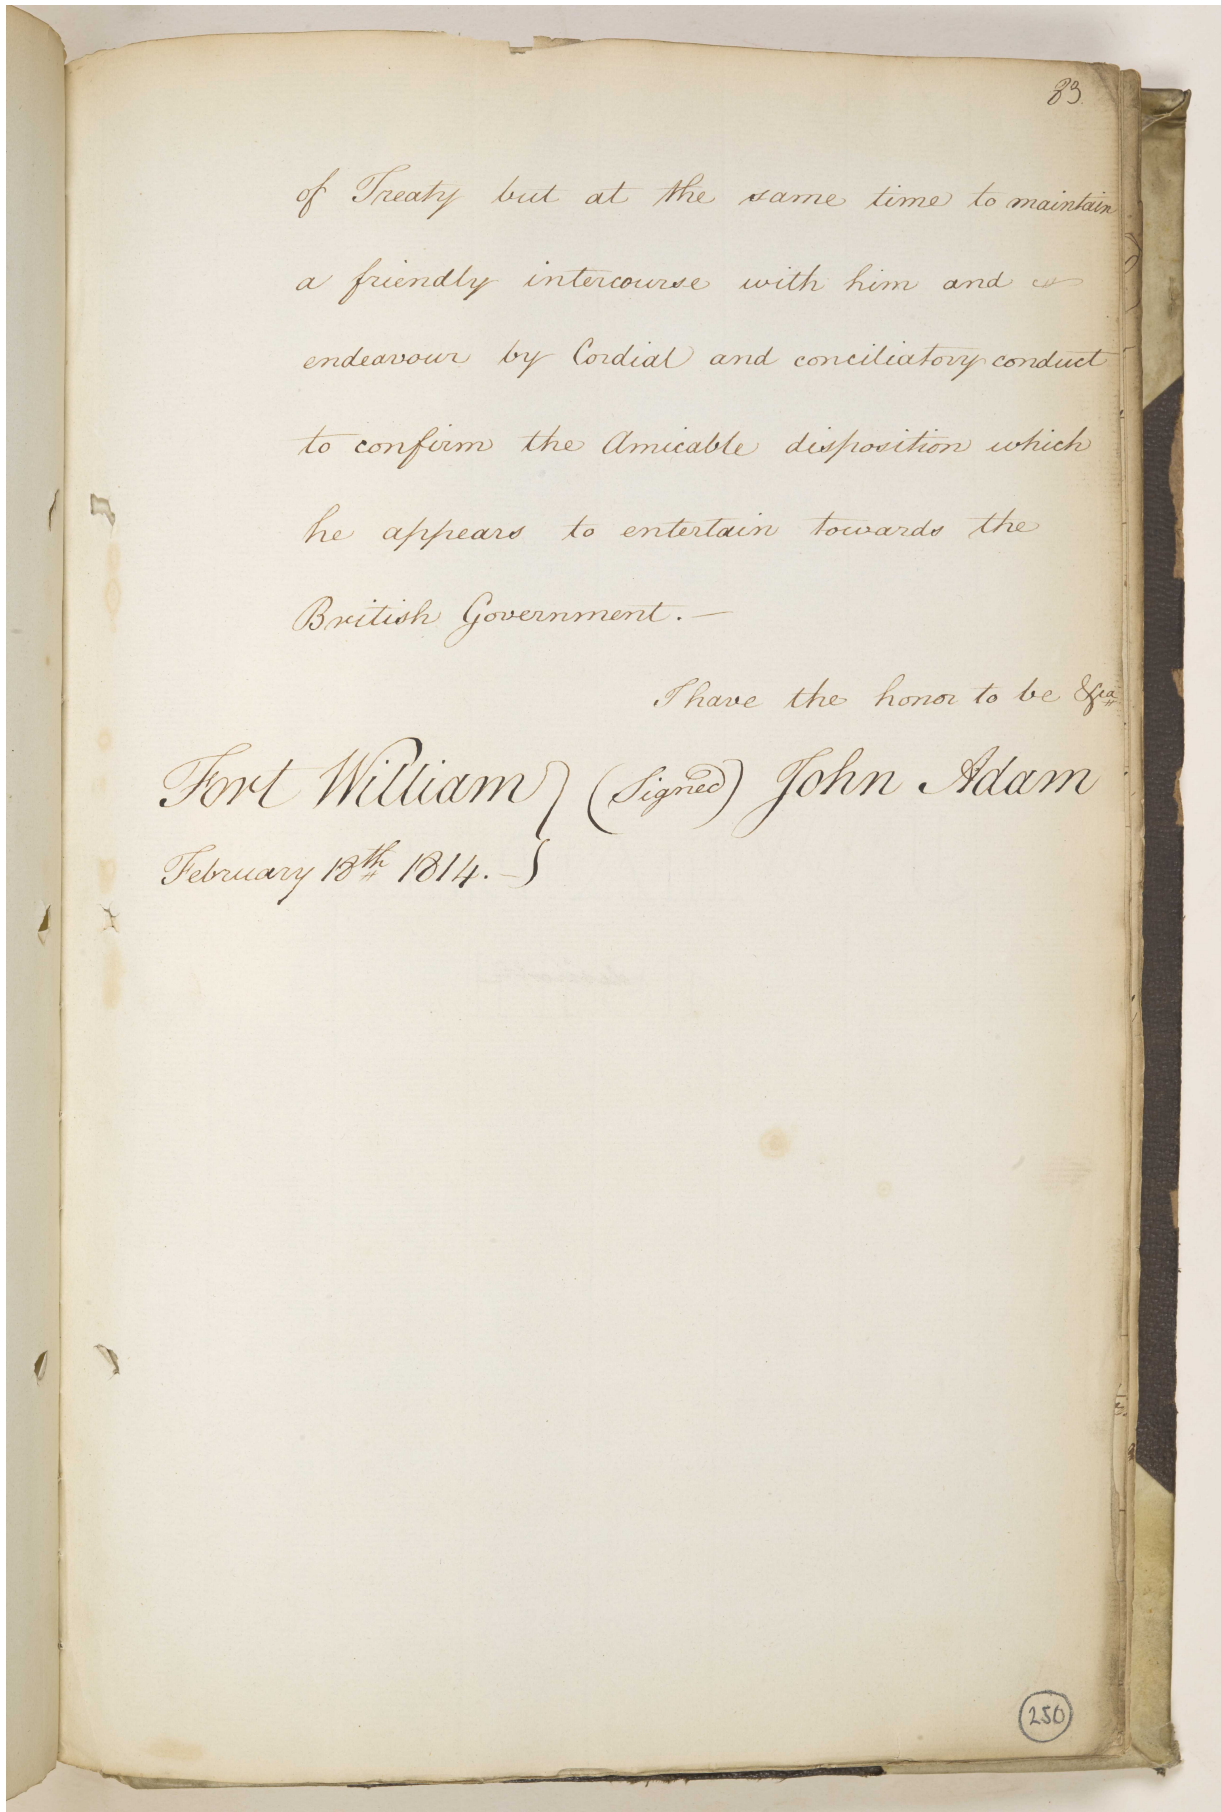 83
of Treaty but at the same time to maintain
a friendly intercourse with him and
endeavour by Cordial and conciliatory conduct
to confirm the Amicable disposition which
he appears to entertain towards the
British Government. —
I have the honor to be &ca
Fort William } (Signed) John Adam
February 18th 1814. — }
250